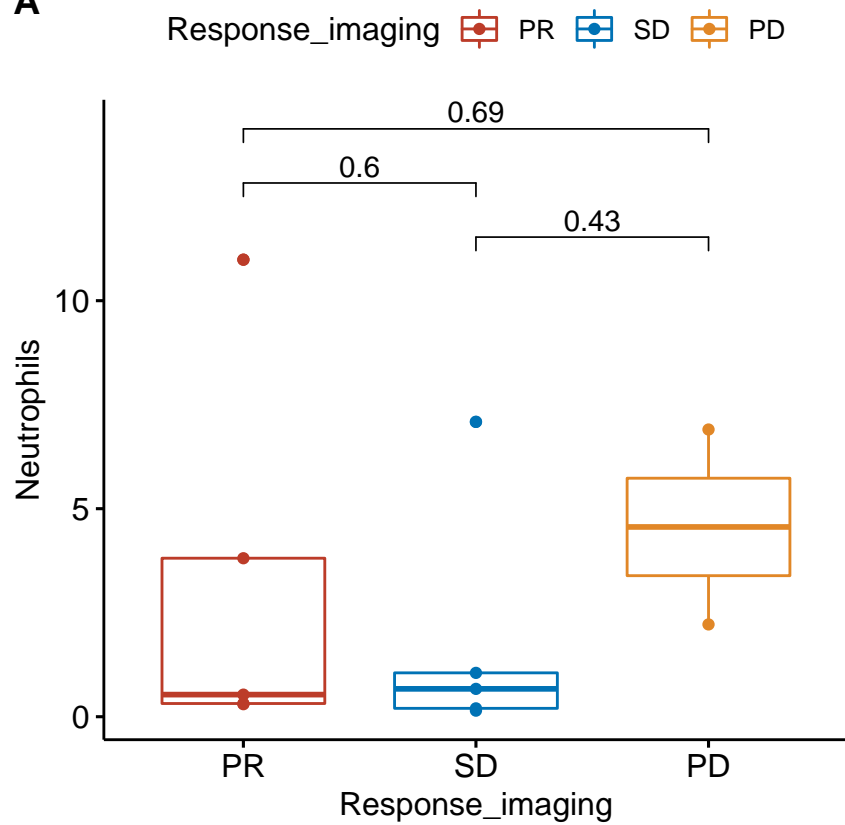 A
Response_imaging PR SD PD
0.69
0.6
0.43
10
5
0
Neutrophils
PR SD PD
Response_imaging